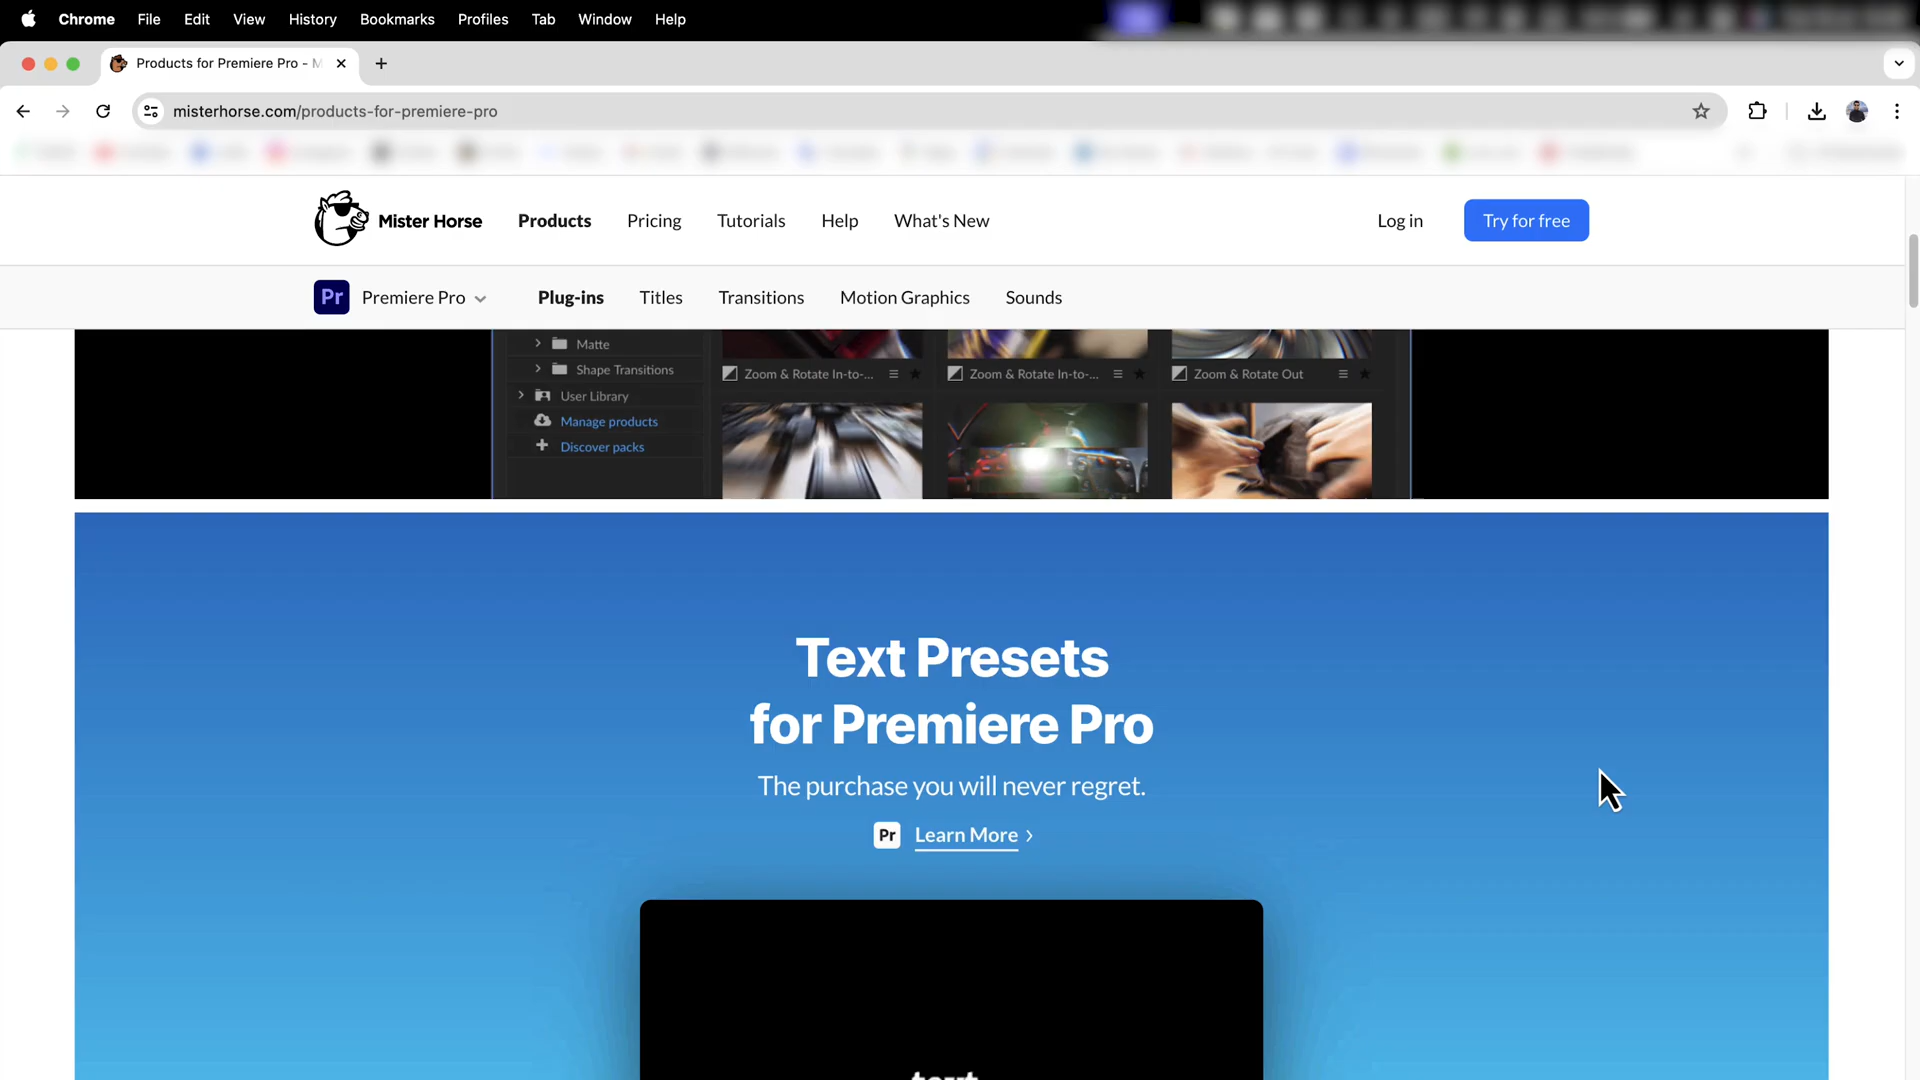 Chrome File Edit View History Bookmarks Profiles Tab Window Help
Products for Premiere Pro - M
misterhorse.com/products-for-premiere-pro
Mister Horse Products Pricing Tutorials Help What's New Log in Try for free
Pr Premiere Pro Plug-ins Titles Transitions Motion Graphics Sounds
Matte
Shape Transitions
User Library
Manage products
Discover packs
Zoom & Rotate In-to-... Zoom & Rotate In-to-... Zoom & Rotate Out
Text Presets
for Premiere Pro
The purchase you will never regret.
Pr Learn More ›